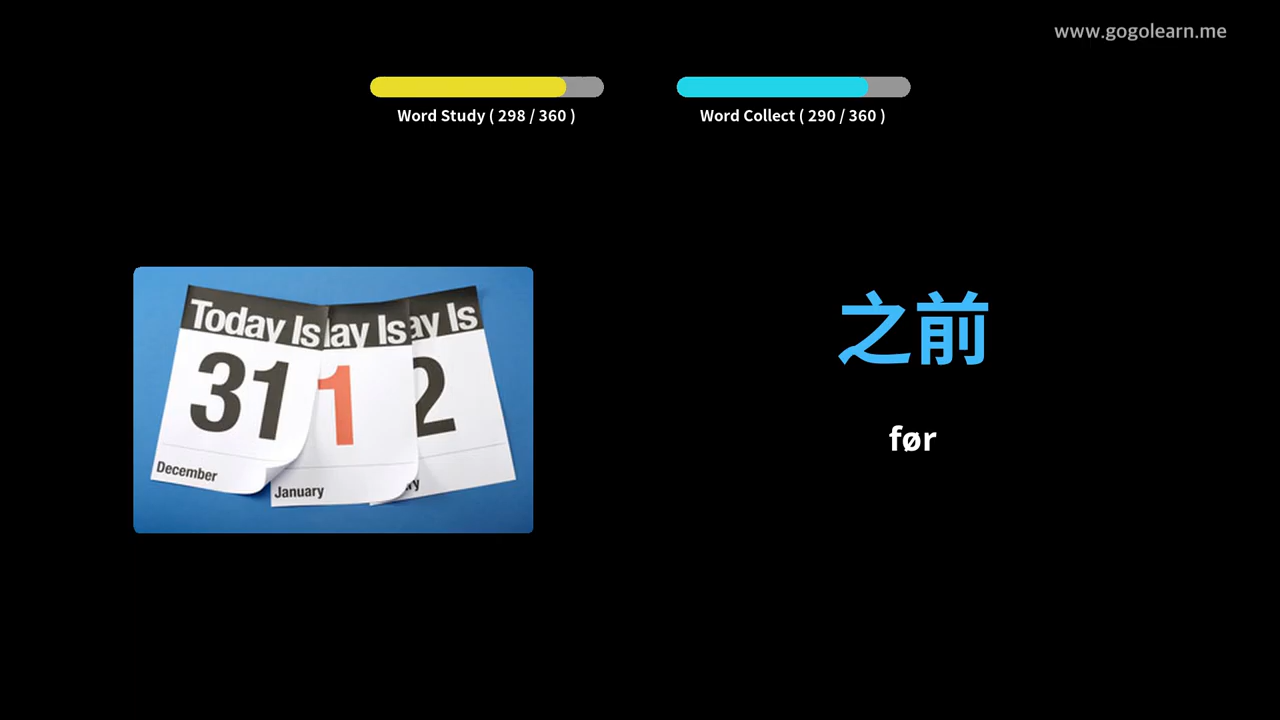 www.gogolearn.me
Word Study ( 298 / 360 )
Word Collect ( 290 / 360 )
Today Is
ay Is
ay Is
31
1
2
December
January
之前
før